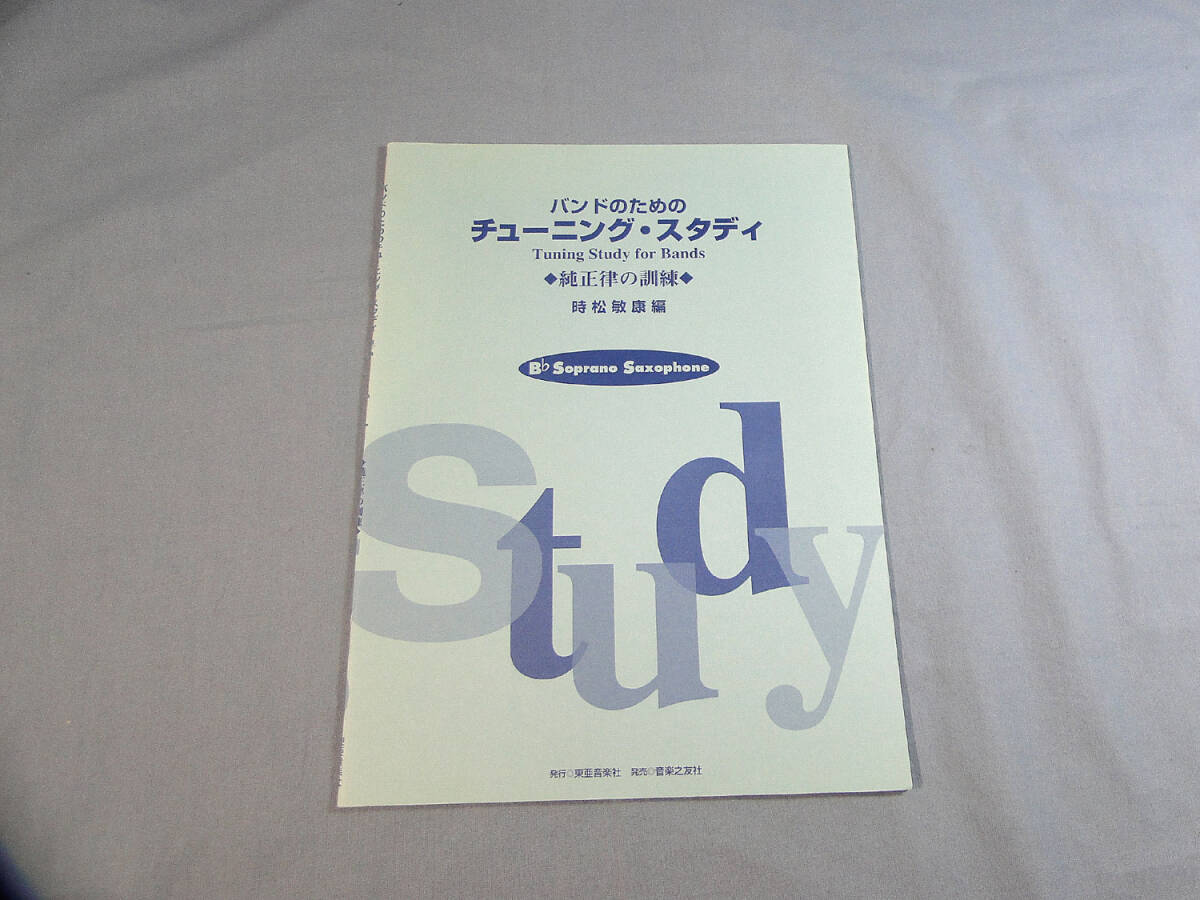 バンドのための
チューニング・スタディ
Tuning Study for Bands
◆純正律の訓練◆
時松敏康編
B♭ Soprano Saxophone
Study
発行◎東亜音楽社 発売◎音楽之友社